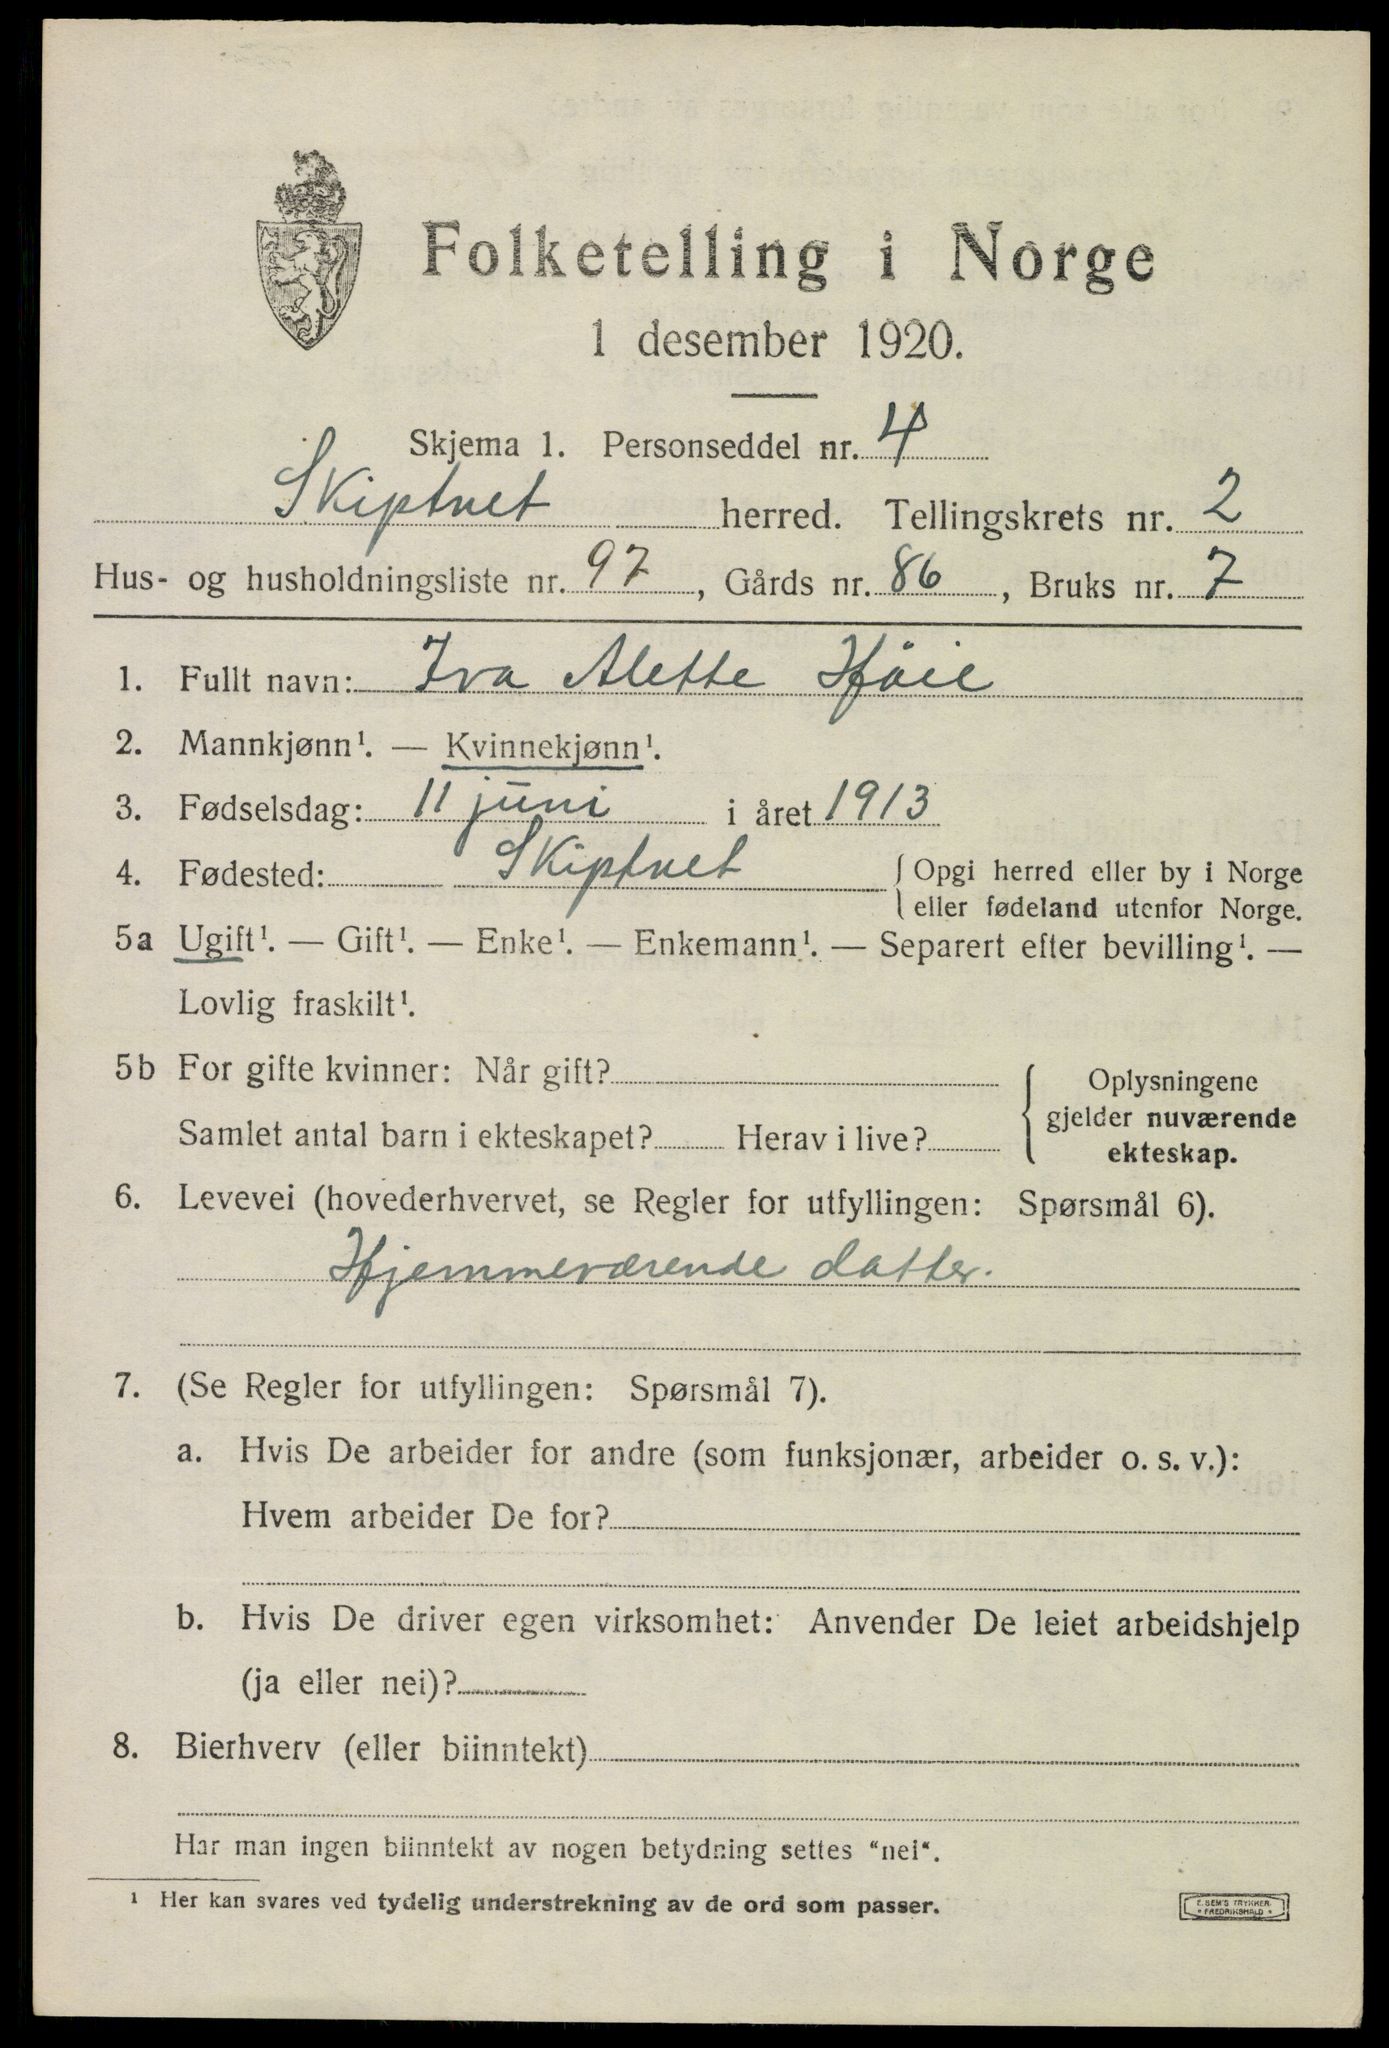 Folketelling i Norge
1 desember 1920.
Skjema 1. Personseddel nr. 4
Skiptvet herred. Tellingskrets nr. 2
Hus- og husholdningsliste nr. 97, Gårds nr. 86, Bruks nr. 7
1. Fullt navn: Iva Alette Høie
2. Mannkjønn¹. — Kvinnekjønn¹.
3. Fødselsdag: 11 juni i året 1913
4. Fødested: Skiptvet { Opgi herred eller by i Norge
eller fødeland utenfor Norge.
5a Ugift¹. — Gift¹. — Enke¹. — Enkemann¹. — Separert efter bevilling¹. —
Lovlig fraskilt¹.
5b For gifte kvinner: Når gift?
Samlet antal barn i ekteskapet? Herav i live?
{ Oplysningene
gjelder nuværende
ekteskap.
6. Levevei (hovederhvervet, se Regler for utfyllingen: Spørsmål 6).
Hjemmeværende datter.
7. (Se Regler for utfyllingen: Spørsmål 7).
a. Hvis De arbeider for andre (som funksjonær, arbeider o. s. v.):
Hvem arbeider De for?
b. Hvis De driver egen virksomhet: Anvender De leiet arbeidshjelp
(ja eller nei)?
8. Bierhverv (eller biinntekt)
Har man ingen biinntekt av nogen betydning settes "nei".
¹ Her kan svares ved tydelig understrekning av de ord som passer.
E. SEM'S TRYKKERI
FREDRIKSHALD